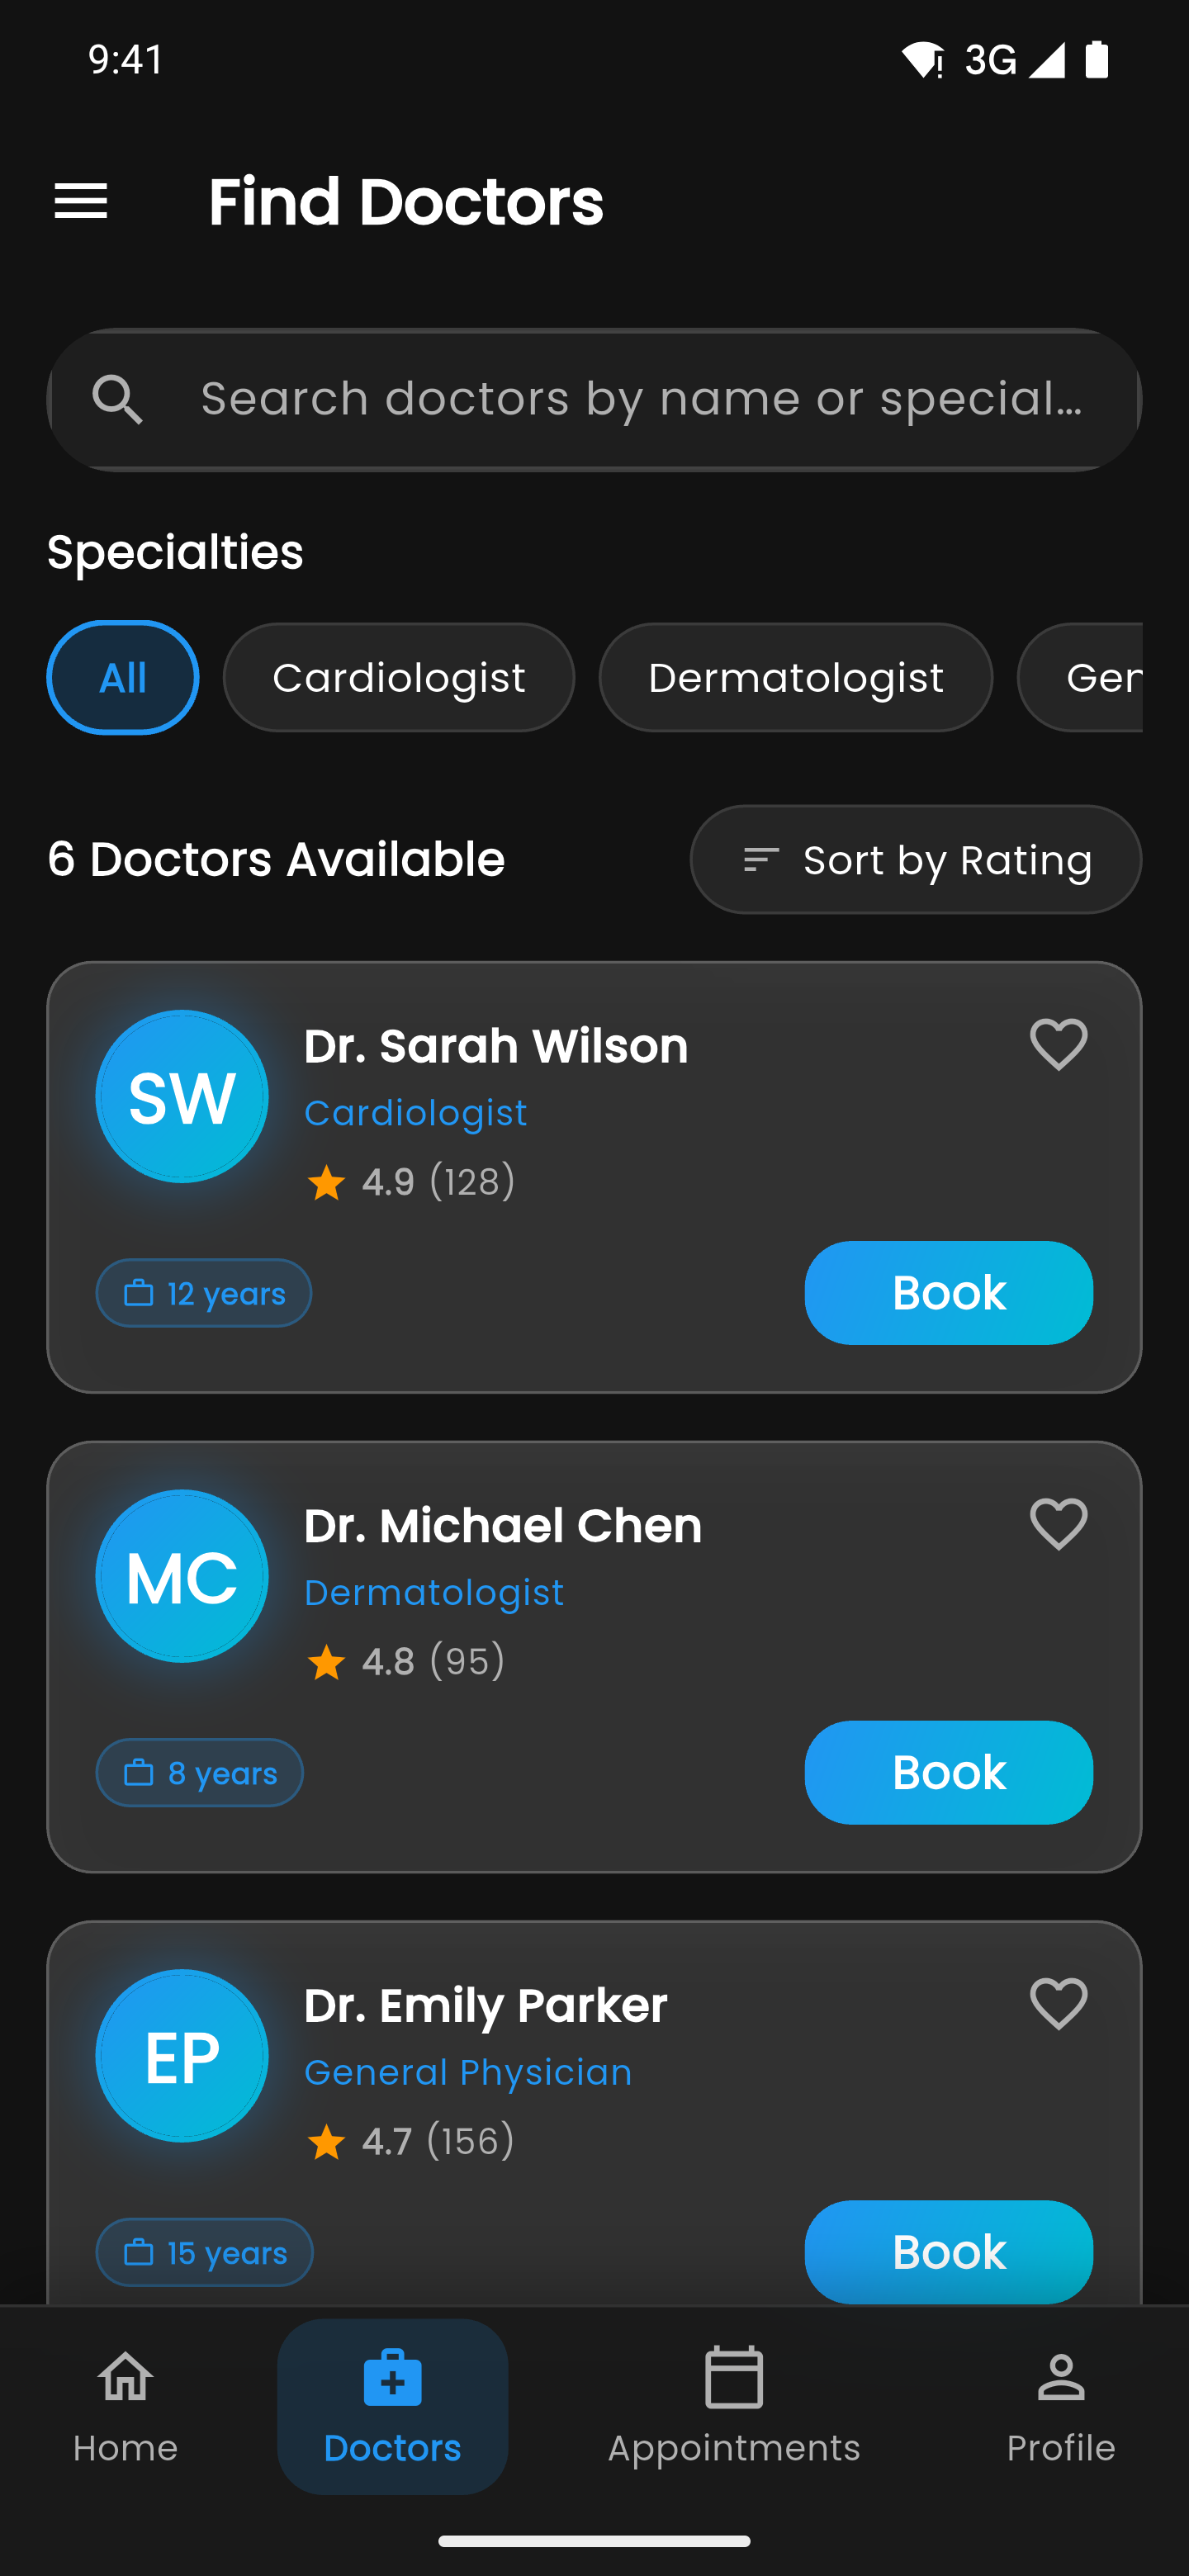 9:41 3G
Find Doctors
Search doctors by name or special...
Specialties
All Cardiologist Dermatologist Gen
6 Doctors Available Sort by Rating
SW
Dr. Sarah Wilson
Cardiologist
4.9 (128)
12 years Book
MC
Dr. Michael Chen
Dermatologist
4.8 (95)
8 years Book
EP
Dr. Emily Parker
General Physician
4.7 (156)
15 years Book
Home Doctors Appointments Profile